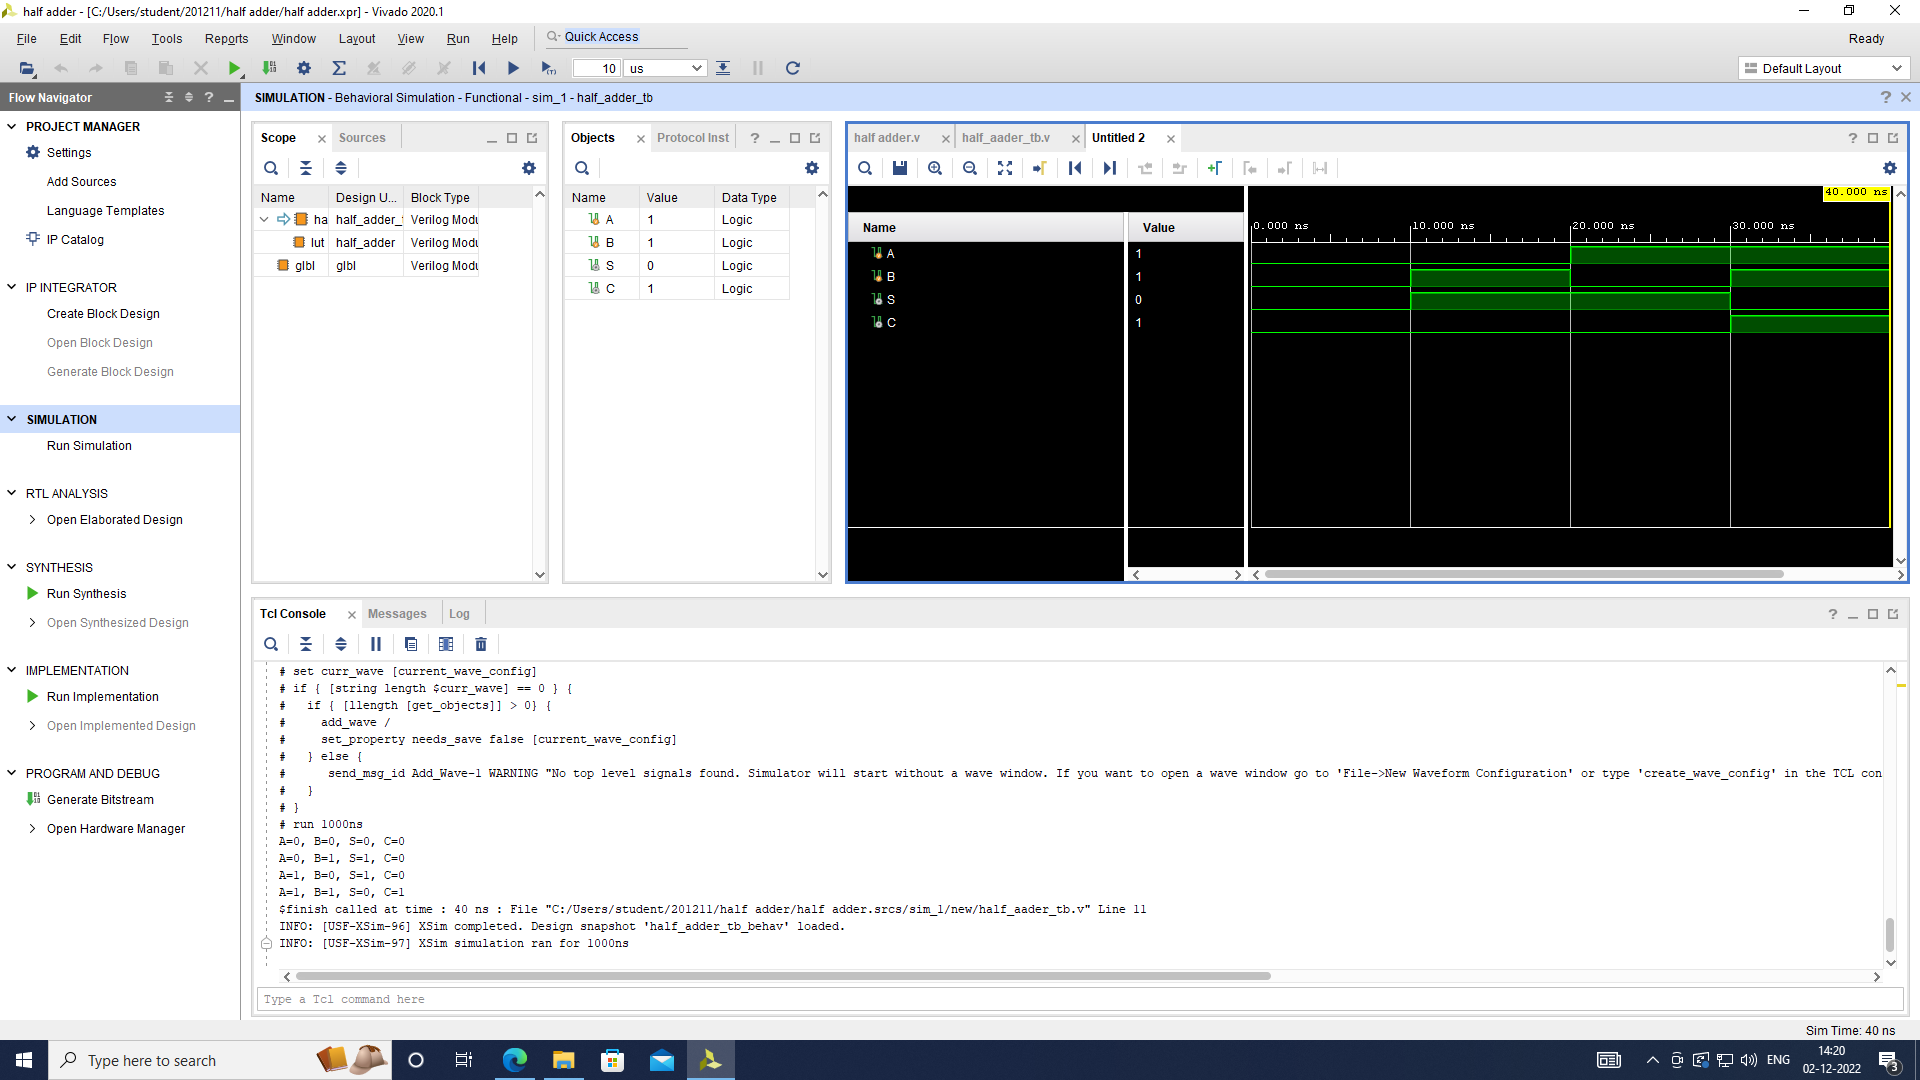 half adder - [C:/Users/student/201211/half adder/half adder.xpr] - Vivado 2020.1
File Edit Flow Tools Reports Window Layout View Run Help Quick Access Ready
10 us Default Layout
Flow Navigator
SIMULATION - Behavioral Simulation - Functional - sim_1 - half_adder_tb
PROJECT MANAGER
Settings
Add Sources
Language Templates
IP Catalog
IP INTEGRATOR
Create Block Design
Open Block Design
Generate Block Design
SIMULATION
Run Simulation
RTL ANALYSIS
Open Elaborated Design
SYNTHESIS
Run Synthesis
Open Synthesized Design
IMPLEMENTATION
Run Implementation
Open Implemented Design
PROGRAM AND DEBUG
Generate Bitstream
Open Hardware Manager
Scope Sources
Name Design U... Block Type
ha half_adder_ Verilog Modu
lut half_adder Verilog Modu
glbl glbl Verilog Modu
Objects Protocol Inst
Name Value Data Type
A 1 Logic
B 1 Logic
S 0 Logic
C 1 Logic
half adder.v half_aader_tb.v Untitled 2
40.000 ns
Name Value
0.000 ns 10.000 ns 20.000 ns 30.000 ns
A 1
B 1
S 0
C 1
Tcl Console Messages Log
# set curr_wave [current_wave_config]
# if { [string length $curr_wave] == 0 } {
#   if { [llength [get_objects]] > 0} {
#     add_wave /
#     set_property needs_save false [current_wave_config]
#   } else {
#      send_msg_id Add_Wave-1 WARNING "No top level signals found. Simulator will start without a wave window. If you want to open a wave window go to 'File->New Waveform Configuration' or type 'create_wave_config' in the TCL con
#   }
# }
# run 1000ns
A=0, B=0, S=0, C=0
A=0, B=1, S=1, C=0
A=1, B=0, S=1, C=0
A=1, B=1, S=0, C=1
$finish called at time : 40 ns : File "C:/Users/student/201211/half adder/half adder.srcs/sim_1/new/half_aader_tb.v" Line 11
INFO: [USF-XSim-96] XSim completed. Design snapshot 'half_adder_tb_behav' loaded.
INFO: [USF-XSim-97] XSim simulation ran for 1000ns
Type a Tcl command here
Sim Time: 40 ns
Type here to search
ENG
14:20
02-12-2022
3